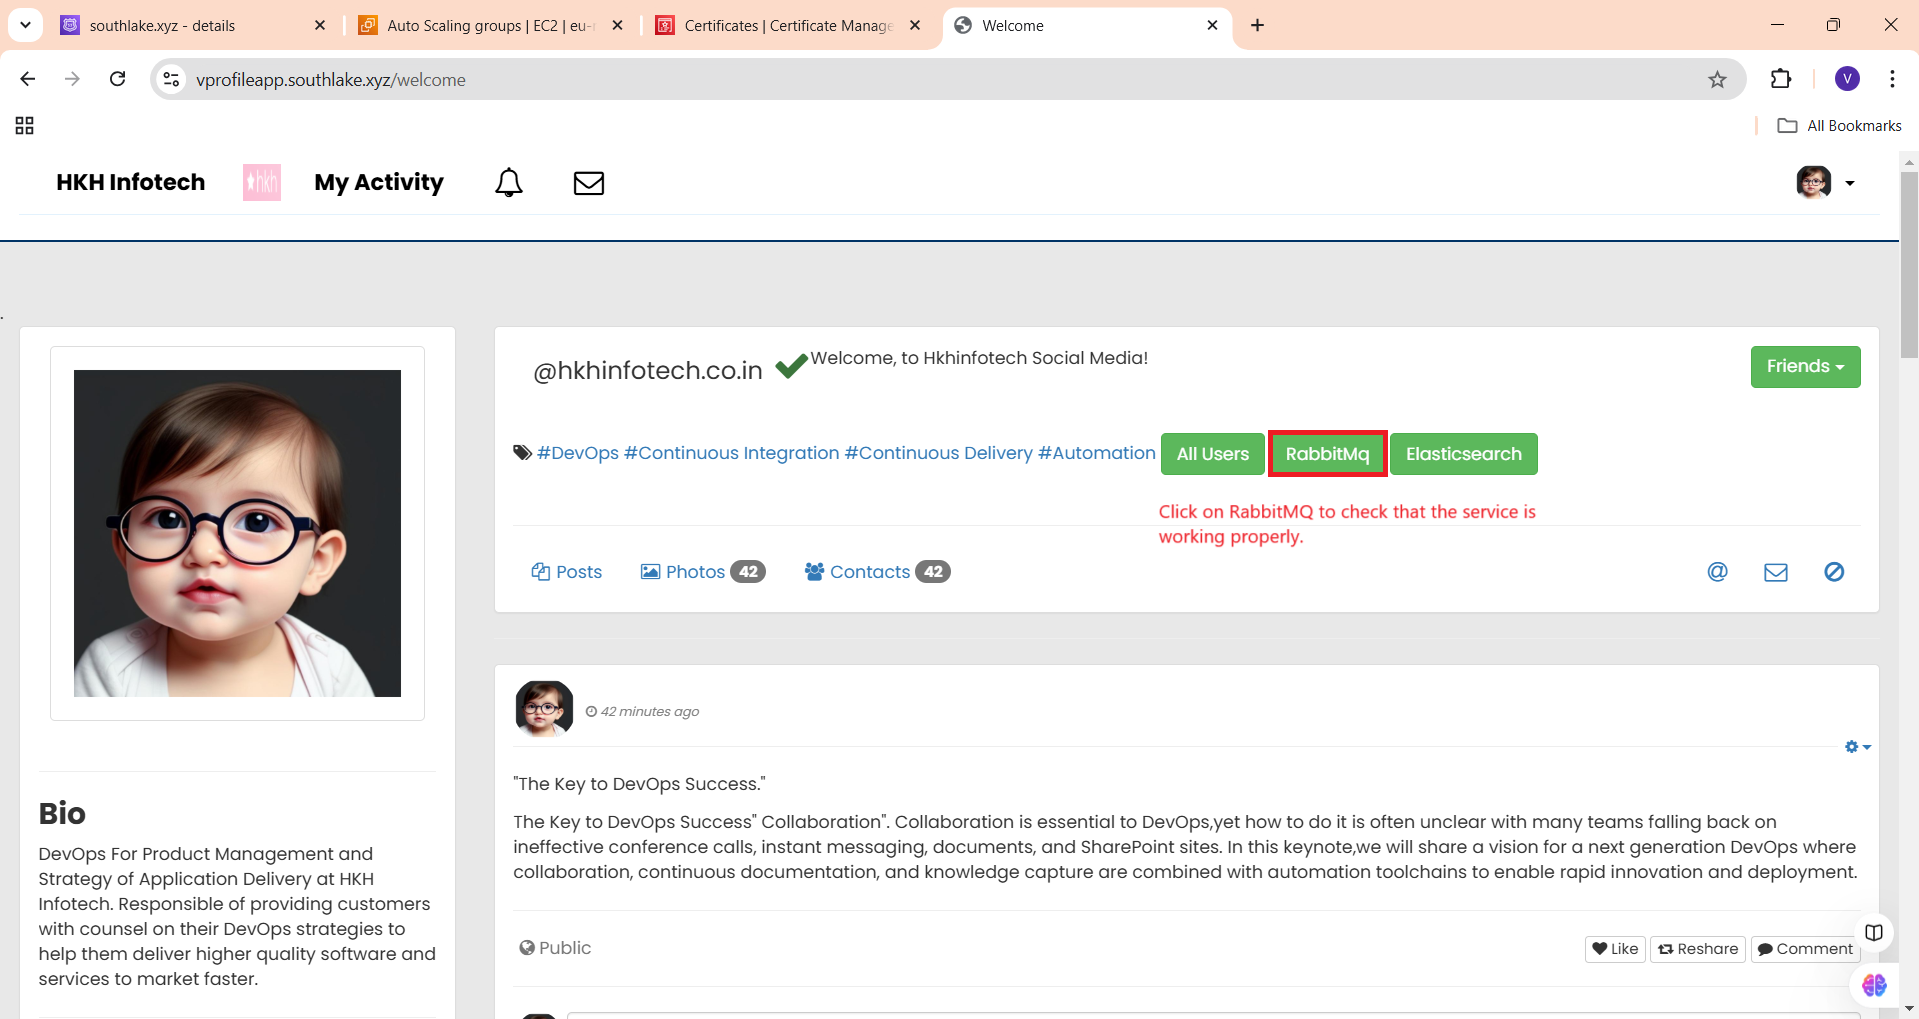 southlake.xyz - details
Auto Scaling groups | EC2 | eu-n
Certificates | Certificate Manage
Welcome
vprofileapp.southlake.xyz/welcome
V
All Bookmarks
HKH Infotech
hkh
My Activity
.
@hkhinfotech.co.in
Welcome, to Hkhinfotech Social Media!
Friends
#DevOps #Continuous Integration #Continuous Delivery #Automation
All Users
RabbitMq
Elasticsearch
Click on RabbitMQ to check that the service is
working properly.
Posts
Photos 42
Contacts 42
@
42 minutes ago
"The Key to DevOps Success."
The Key to DevOps Success" Collaboration". Collaboration is essential to DevOps,yet how to do it is often unclear with many teams falling back on
ineffective conference calls, instant messaging, documents, and SharePoint sites. In this keynote,we will share a vision for a next generation DevOps where
collaboration, continuous documentation, and knowledge capture are combined with automation toolchains to enable rapid innovation and deployment.
Public
Like
Reshare
Comment
Bio
DevOps For Product Management and
Strategy of Application Delivery at HKH
Infotech. Responsible of providing customers
with counsel on their DevOps strategies to
help them deliver higher quality software and
services to market faster.